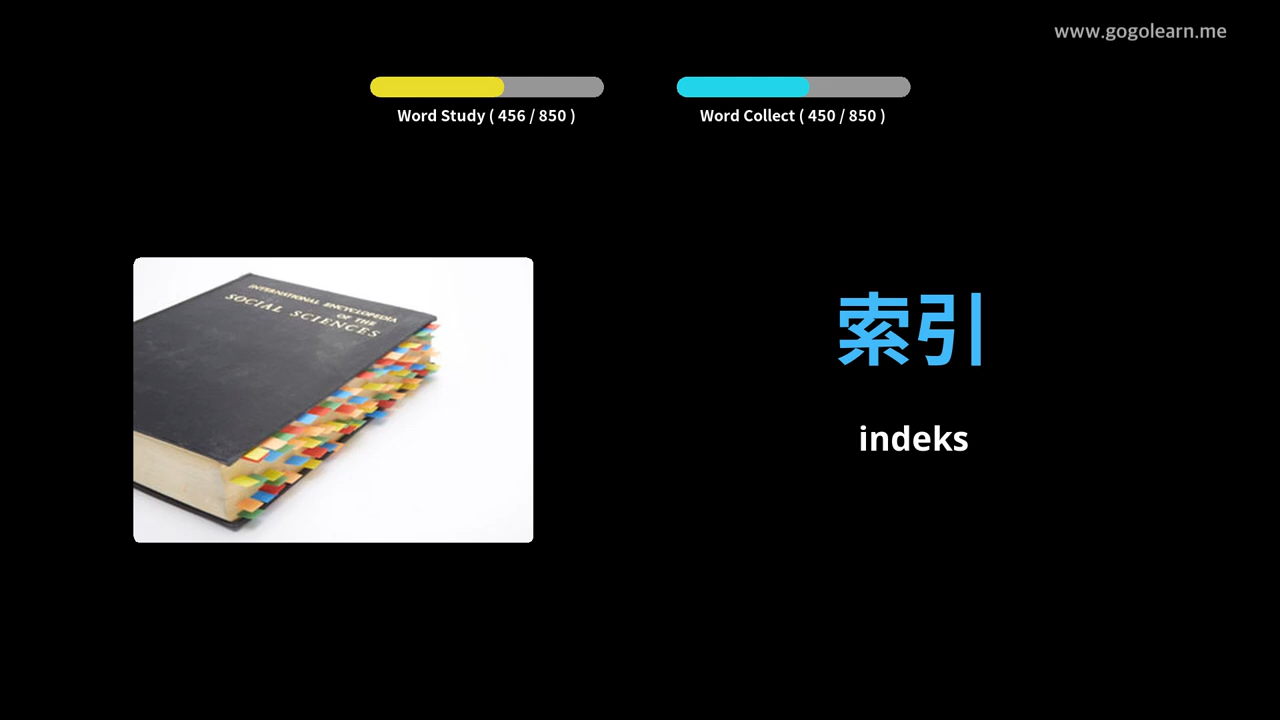 www.gogolearn.me
Word Study ( 456 / 850 )
Word Collect ( 450 / 850 )
INTERNATIONAL ENCYCLOPEDIA
OF THE
SOCIAL SCIENCES
索引
indeks